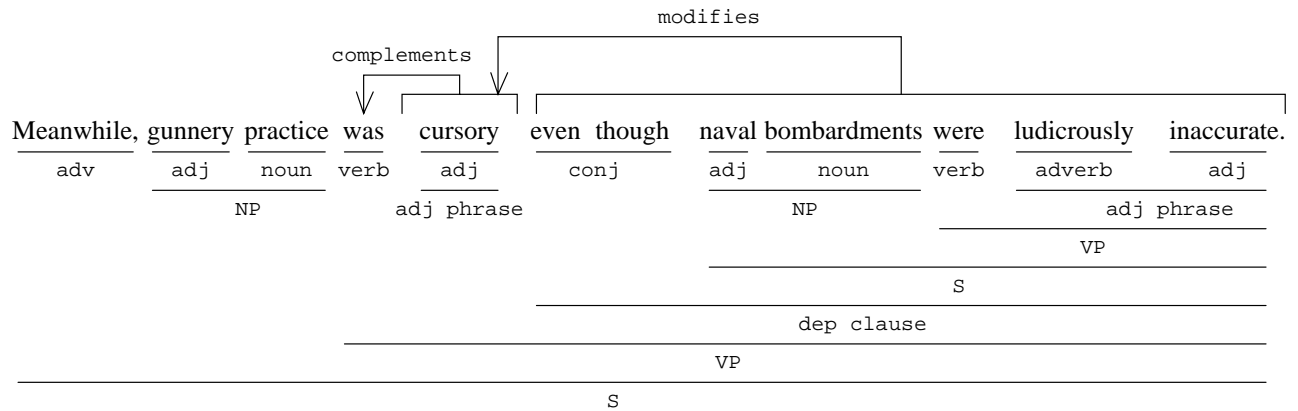 modifies
complements
Meanwhile, gunnery practice was cursory even though naval bombardments were ludicrously inaccurate.
adv adj noun verb adj conj adj noun verb adverb adj
NP adj phrase NP adj phrase
VP
S
dep clause
VP
S